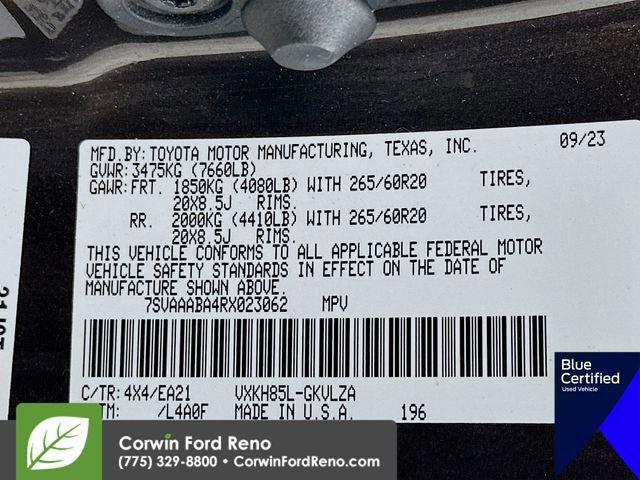 MFD.BY: TOYOTA MOTOR MANUFACTURING, TEXAS, INC. 09/23
GVWR: 3475KG (7660LB)
GAWR: FRT. 1850KG (4080LB) WITH 265/60R20 TIRES,
20X8.5J RIMS.
RR. 2000KG (4410LB) WITH 265/60R20 TIRES,
20X8.5J RIMS.
THIS VEHICLE CONFORMS TO ALL APPLICABLE FEDERAL MOTOR
VEHICLE SAFETY STANDARDS IN EFFECT ON THE DATE OF
MANUFACTURE SHOWN ABOVE.
7SVAAABA4RX023062 MPV
C/TR: 4X4/EA21 VXKH85L-GKVLZA
/L4A0F MADE IN U.S.A. 196
Blue
Certified
Used Vehicle
Corwin Ford Reno
(775) 329-8800 • CorwinFordReno.com